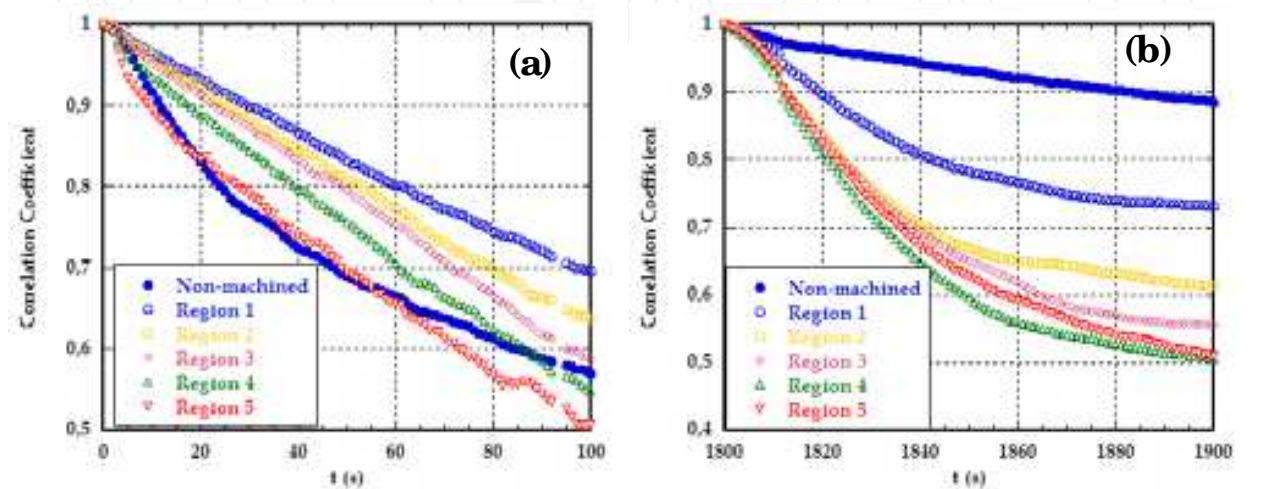 (a)
Correlation Coefficient
1
0,9
0,8
0,7
0,6
0,5
0 20 40 60 80 100
t (s)
Non-machined
Region 1
Region 2
Region 3
Region 4
Region 5
(b)
Correlation Coefficient
1
0,9
0,8
0,7
0,6
0,5
0,4
1800 1820 1840 1860 1880 1900
t (s)
Non-machined
Region 1
Region 2
Region 3
Region 4
Region 5